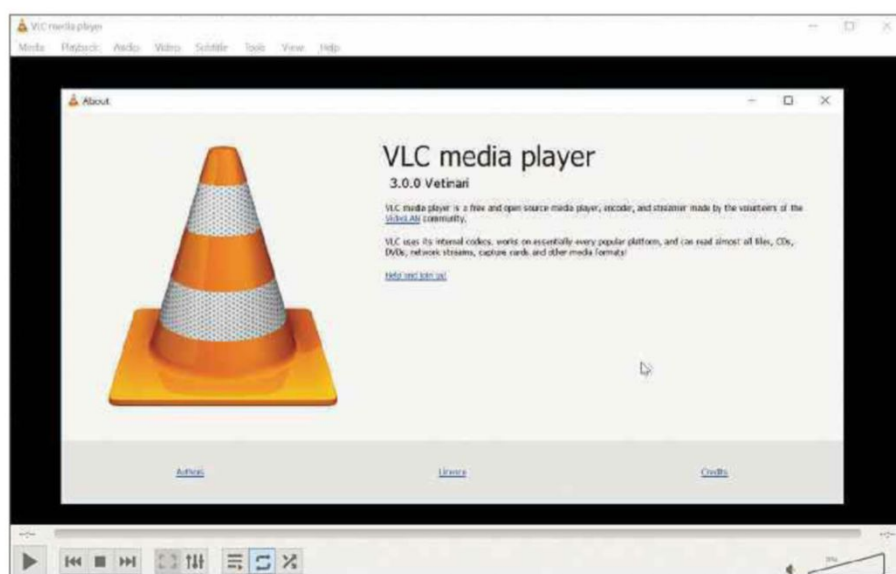 VLC media player
Media Playback Audio Video Subtitle Tools View Help
About
VLC media player
3.0.0 Vetinari
VLC media player is a free and open source media player, encoder, and streamer made by the volunteers of the
VideoLAN community.
VLC uses its internal codecs, works on essentially every popular platform, and can read almost all files, CDs,
DVDs, network streams, capture cards and other media formats!
Help and join us!
Authors Licence Credits
--:-- --:--